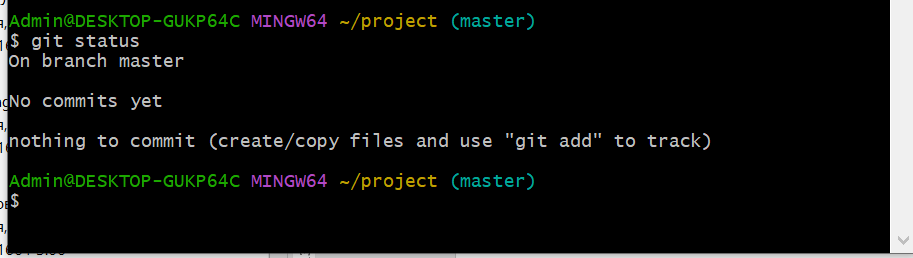 Admin@DESKTOP-GUKP64C MINGW64 ~/project (master)
$ git status
On branch master
No commits yet
nothing to commit (create/copy files and use "git add" to track)
Admin@DESKTOP-GUKP64C MINGW64 ~/project (master)
$